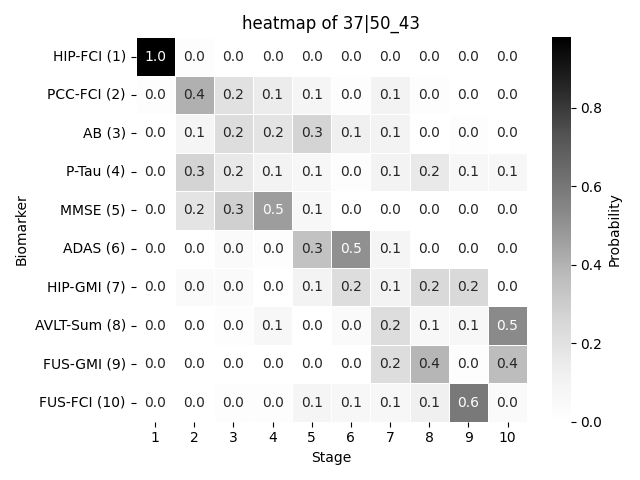 heatmap of 37|50_43
HIP-FCI (1) 1.0 0.0 0.0 0.0 0.0 0.0 0.0 0.0 0.0 0.0
PCC-FCI (2) 0.0 0.4 0.2 0.1 0.1 0.0 0.1 0.0 0.0 0.0
AB (3) 0.0 0.1 0.2 0.2 0.3 0.1 0.1 0.0 0.0 0.0
P-Tau (4) 0.0 0.3 0.2 0.1 0.1 0.0 0.1 0.2 0.1 0.1
MMSE (5) 0.0 0.2 0.3 0.5 0.1 0.0 0.0 0.0 0.0 0.0
ADAS (6) 0.0 0.0 0.0 0.0 0.3 0.5 0.1 0.0 0.0 0.0
HIP-GMI (7) 0.0 0.0 0.0 0.0 0.1 0.2 0.1 0.2 0.2 0.0
AVLT-Sum (8) 0.0 0.0 0.0 0.1 0.0 0.0 0.2 0.1 0.1 0.5
FUS-GMI (9) 0.0 0.0 0.0 0.0 0.0 0.0 0.2 0.4 0.0 0.4
FUS-FCI (10) 0.0 0.0 0.0 0.0 0.1 0.1 0.1 0.1 0.6 0.0
1 2 3 4 5 6 7 8 9 10
Stage
Biomarker
0.8
0.6
0.4
0.2
0.0
Probability